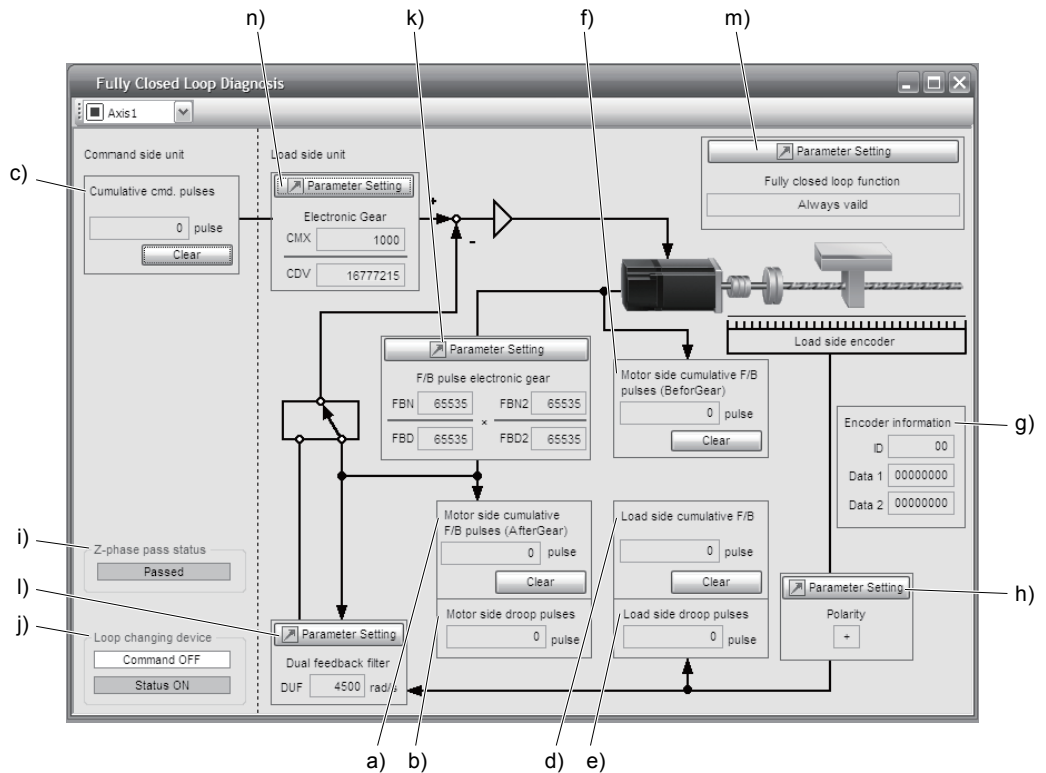 n)
k)
f)
m)
Fully Closed Loop Diagnosis
Axis1
Command side unit
Load side unit
Parameter Setting
c)
Parameter Setting
Fully closed loop function
Always vaild
Cumulative cmd. pulses
0 pulse
Clear
Electronic Gear
CMX 1000
CDV 16777215
+
-
Load side encoder
Parameter Setting
F/B pulse electronic gear
FBN 65535 FBN2 65535
×
FBD 65535 FBD2 65535
Motor side cumulative F/B
pulses (BeforGear)
0 pulse
Clear
Encoder information
ID 00
Data 1 00000000
Data 2 00000000
g)
Motor side cumulative
F/B pulses (AfterGear)
0 pulse
Clear
Motor side droop pulses
0 pulse
Load side cumulative F/B
0 pulse
Clear
Load side droop pulses
0 pulse
i)
Z-phase pass status
Passed
l)
j)
Loop changing device
Command OFF
Status ON
Parameter Setting
Dual feedback filter
DUF 4500 rad/s
Parameter Setting
Polarity
+
h)
a)
b)
d)
e)